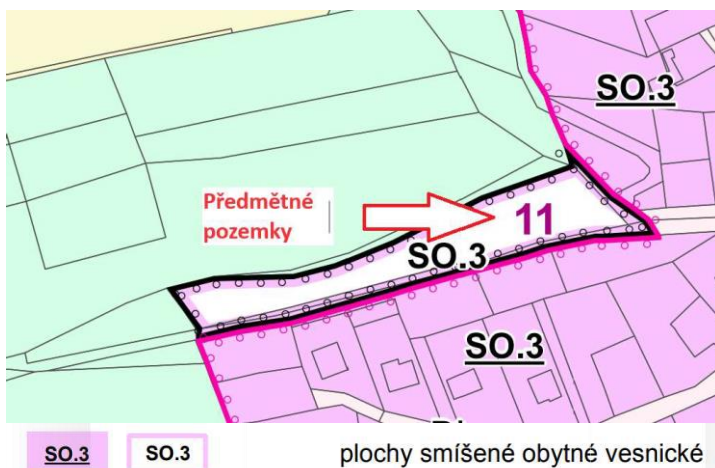 SO.3
Předmětné
pozemky
11
SO.3
SO.3
SO.3 SO.3 plochy smíšené obytné vesnické